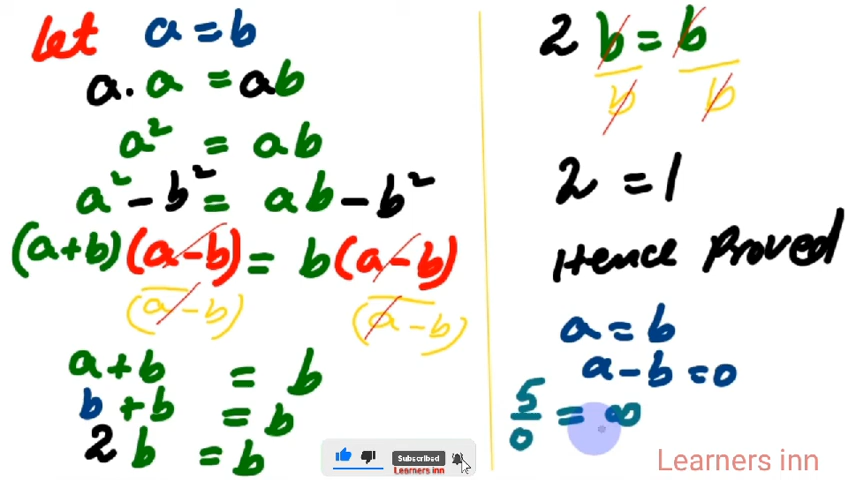 let a = b
a. a = ab
a² = ab
a² - b² = ab - b²
(a+b)(a-b) = b(a-b)
(a-b) (a-b)
a+b = b
b+b = b
2b = b
2b = b
b b
2 = 1
Hence Proved
a = b
a-b = 0
5/0 = ∞
Subscribed
Learners inn
Learners inn